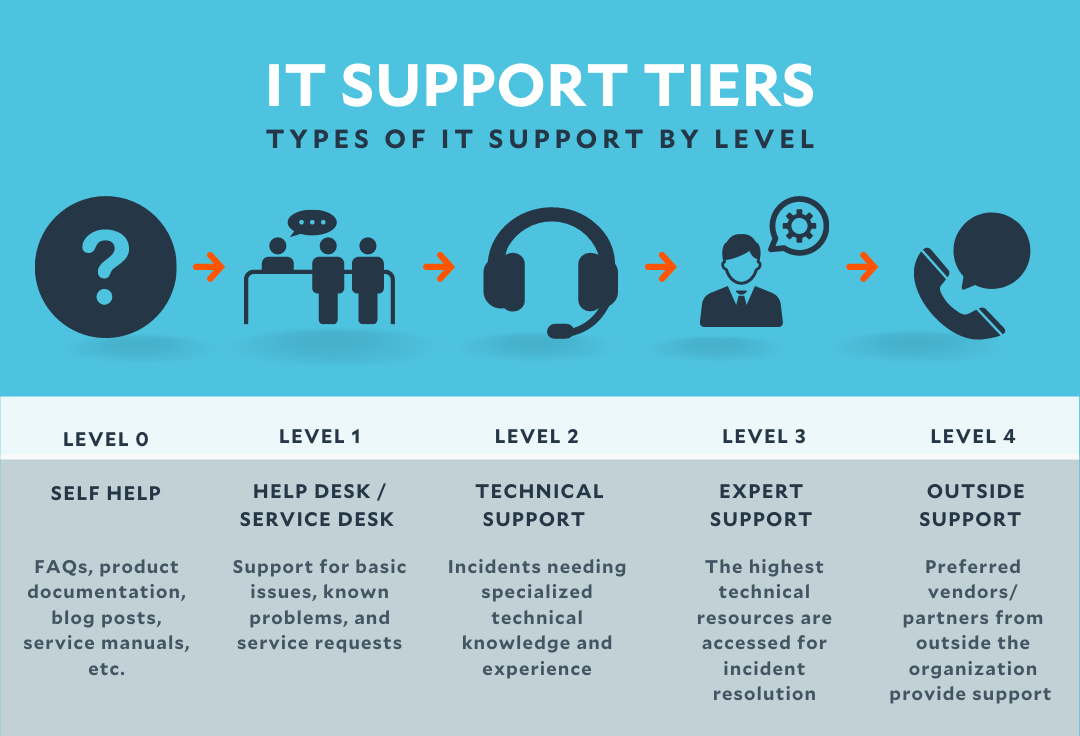 IT SUPPORT TIERS
TYPES OF IT SUPPORT BY LEVEL
LEVEL 0
SELF HELP
FAQs, product
documentation,
blog posts,
service manuals,
etc.
LEVEL 1
HELP DESK /
SERVICE DESK
Support for basic
issues, known
problems, and
service requests
LEVEL 2
TECHNICAL
SUPPORT
Incidents needing
specialized
technical
knowledge and
experience
LEVEL 3
EXPERT
SUPPORT
The highest
technical
resources are
accessed for
incident
resolution
LEVEL 4
OUTSIDE
SUPPORT
Preferred
vendors/
partners from
outside the
organization
provide support